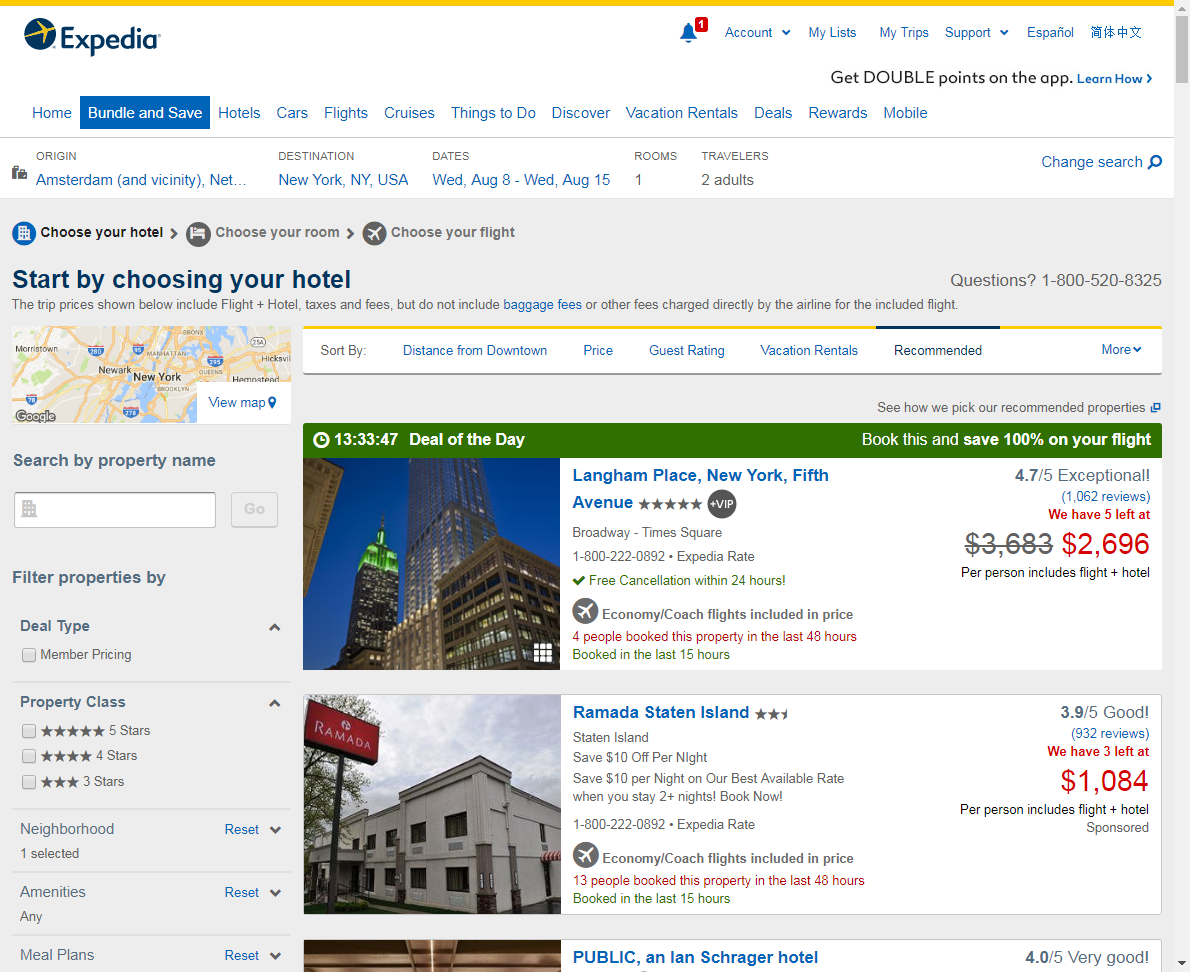 Expedia
1
Account
My Lists
My Trips
Support
Español
简体中文
Get DOUBLE points on the app. Learn How
Home
Bundle and Save
Hotels
Cars
Flights
Cruises
Things to Do
Discover
Vacation Rentals
Deals
Rewards
Mobile
ORIGIN
Amsterdam (and vicinity), Net...
DESTINATION
New York, NY, USA
DATES
Wed, Aug 8 - Wed, Aug 15
ROOMS
1
TRAVELERS
2 adults
Change search
Choose your hotel
Choose your room
Choose your flight
Start by choosing your hotel
Questions? 1-800-520-8325
The trip prices shown below include Flight + Hotel, taxes and fees, but do not include baggage fees or other fees charged directly by the airline for the included flight.
Morristown
BRONX
MANHATTAN
Hicksvil
Newark
QUEENS
New York
Hempstead
BROOKLYN
280
95
25A
295
78
278
Google
View map
Search by property name
Go
Filter properties by
Deal Type
Member Pricing
Property Class
5 Stars
4 Stars
3 Stars
Neighborhood
Reset
1 selected
Amenities
Reset
Any
Meal Plans
Reset
Sort By:
Distance from Downtown
Price
Guest Rating
Vacation Rentals
Recommended
More
See how we pick our recommended properties
13:33:47 Deal of the Day
Book this and save 100% on your flight
Langham Place, New York, Fifth
Avenue
+VIP
Broadway - Times Square
1-800-222-0892 • Expedia Rate
Free Cancellation within 24 hours!
Economy/Coach flights included in price
4 people booked this property in the last 48 hours
Booked in the last 15 hours
4.7/5 Exceptional!
(1,062 reviews)
We have 5 left at
$3,683 $2,696
Per person includes flight + hotel
RAMADA
Ramada Staten Island
Staten Island
Save $10 Off Per NIght
Save $10 per Night on Our Best Available Rate
when you stay 2+ nights! Book Now!
1-800-222-0892 • Expedia Rate
Economy/Coach flights included in price
13 people booked this property in the last 48 hours
Booked in the last 15 hours
3.9/5 Good!
(932 reviews)
We have 3 left at
$1,084
Per person includes flight + hotel
Sponsored
PUBLIC, an Ian Schrager hotel
4.0/5 Very good!